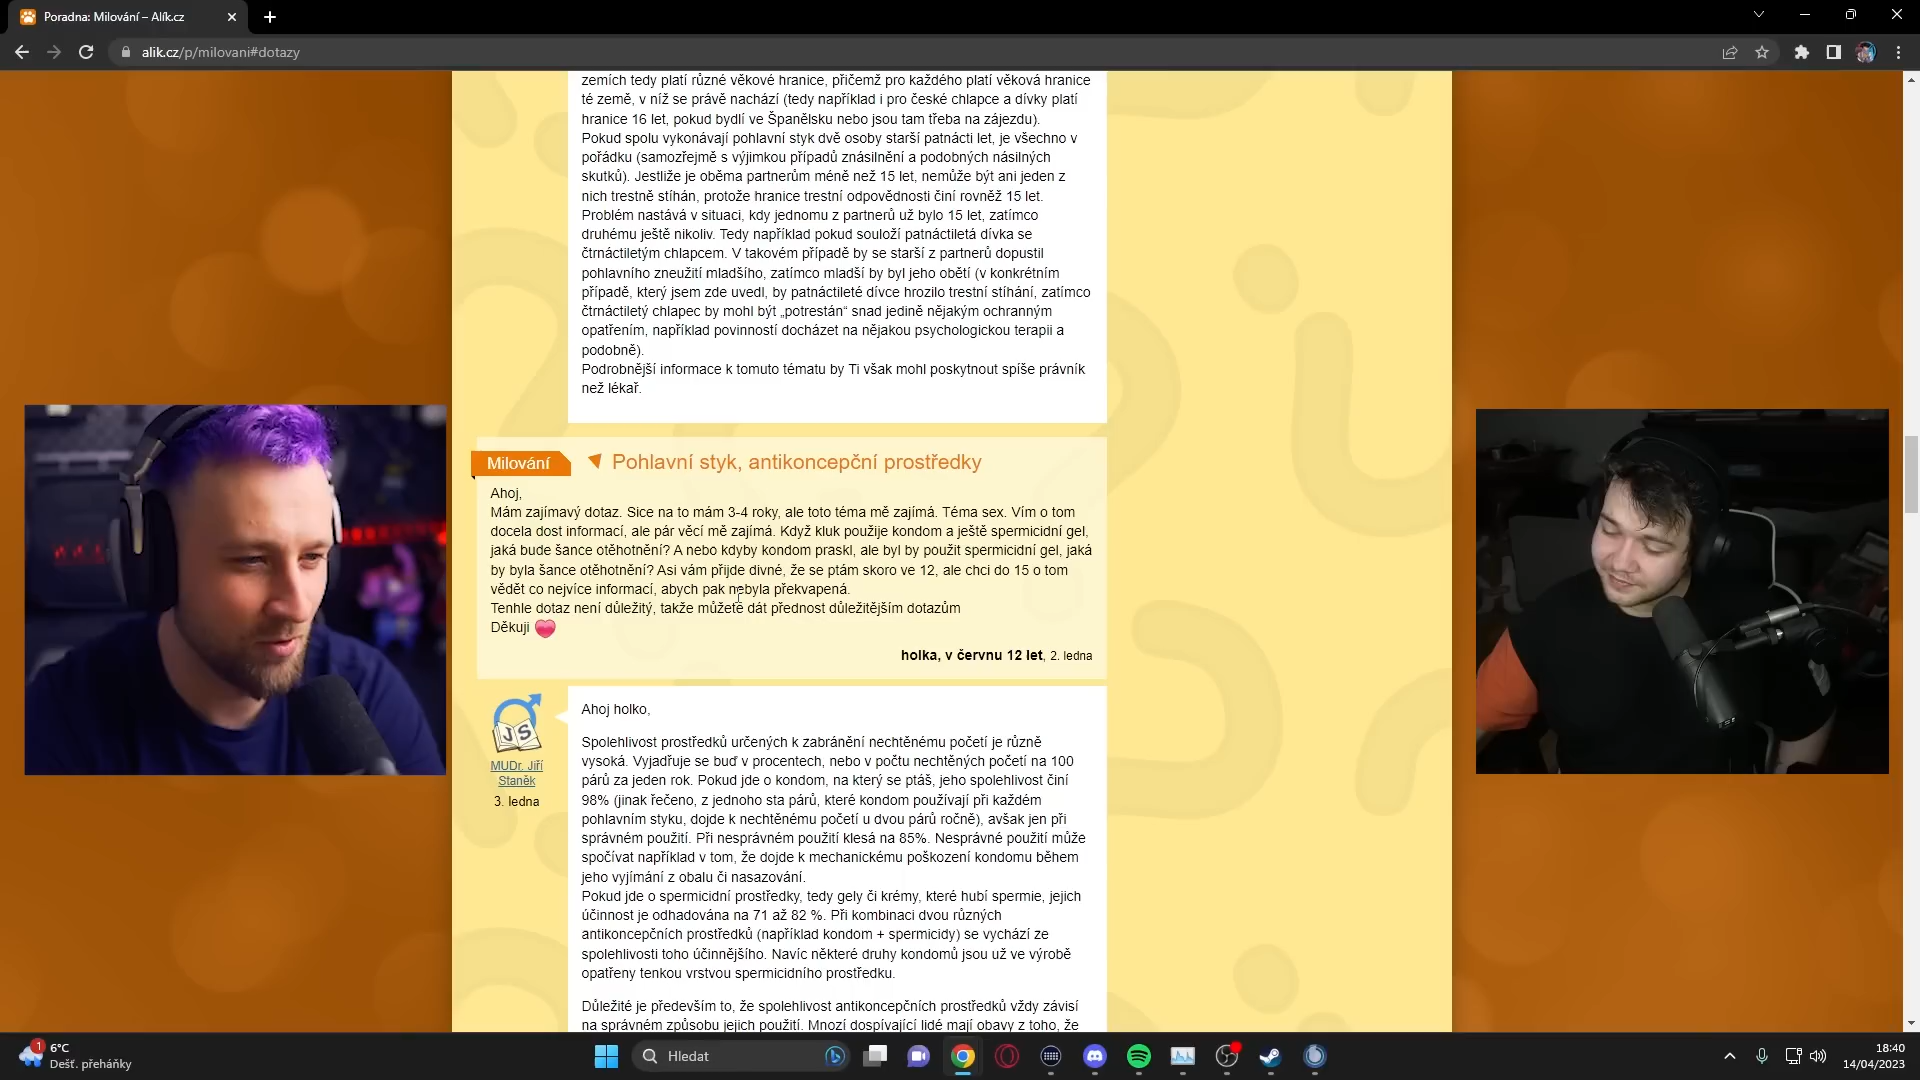 Poradna: Milování – Alík.cz
alik.cz/p/milovani#dotazy
zemích tedy platí různé věkové hranice, přičemž pro každého platí věková hranice
té země, v níž se právě nachází (tedy například i pro české chlapce a dívky platí
hranice 16 let, pokud bydlí ve Španělsku nebo jsou tam třeba na zájezdu).
Pokud spolu vykonávají pohlavní styk dvě osoby starší patnácti let, je všechno v
pořádku (samozřejmě s výjimkou případů znásilnění a podobných násilných
skutků). Jestliže je oběma partnerům méně než 15 let, nemůže být ani jeden z
nich trestně stíhán, protože hranice trestní odpovědnosti činí rovněž 15 let.
Problém nastává v situaci, kdy jednomu z partnerů už bylo 15 let, zatímco
druhému ještě nikoliv. Tedy například pokud souloží patnáctiletá dívka se
čtrnáctiletým chlapcem. V takovém případě by se starší z partnerů dopustil
pohlavního zneužití mladšího, zatímco mladší by byl jeho obětí (v konkrétním
případě, který jsem zde uvedl, by patnáctileté dívce hrozilo trestní stíhání, zatímco
čtrnáctiletý chlapec by mohl být „potrestán“ snad jedině nějakým ochranným
opatřením, například povinností docházet na nějakou psychologickou terapii a
podobně).
Podrobnější informace k tomuto tématu by Ti však mohl poskytnout spíše právník
než lékař.
Milování
Pohlavní styk, antikoncepční prostředky
Ahoj,
Mám zajímavý dotaz. Sice na to mám 3-4 roky, ale toto téma mě zajímá. Téma sex. Vím o tom
docela dost informací, ale pár věcí mě zajímá. Když kluk použije kondom a ještě spermicidní gel,
jaká bude šance otěhotnění? A nebo kdyby kondom praskl, ale byl by použit spermicidní gel, jaká
by byla šance otěhotnění? Asi vám přijde divné, že se ptám skoro ve 12, ale chci do 15 o tom
vědět co nejvíce informací, abych pak nebyla překvapená.
Tenhle dotaz není důležitý, takže můžete dát přednost důležitějším dotazům
Děkuji
holka, v červnu 12 let, 2. ledna
JS
MUDr. Jiří
Staněk
3. ledna
Ahoj holko,
Spolehlivost prostředků určených k zabránění nechtěnému početí je různě
vysoká. Vyjadřuje se buď v procentech, nebo v počtu nechtěných početí na 100
párů za jeden rok. Pokud jde o kondom, na který se ptáš, jeho spolehlivost činí
98% (jinak řečeno, z jednoho sta párů, které kondom používají při každém
pohlavním styku, dojde k nechtěnému početí u dvou párů ročně), avšak jen při
správném použití. Při nesprávném použití klesá na 85%. Nesprávné použití může
spočívat například v tom, že dojde k mechanickému poškození kondomu během
jeho vyjímání z obalu či nasazování.
Pokud jde o spermicidní prostředky, tedy gely či krémy, které hubí spermie, jejich
účinnost je odhadována na 71 až 82 %. Při kombinaci dvou různých
antikoncepčních prostředků (například kondom + spermicidy) se vychází ze
spolehlivosti toho účinnějšího. Navíc některé druhy kondomů jsou už ve výrobě
opatřeny tenkou vrstvou spermicidního prostředku.
Důležité je především to, že spolehlivost antikoncepčních prostředků vždy závisí
na správném způsobu jejich použití. Mnozí dospívající lidé mají obavy z toho, že
1
6°C
Dešť. přeháňky
Hledat
18:40
14/04/2023